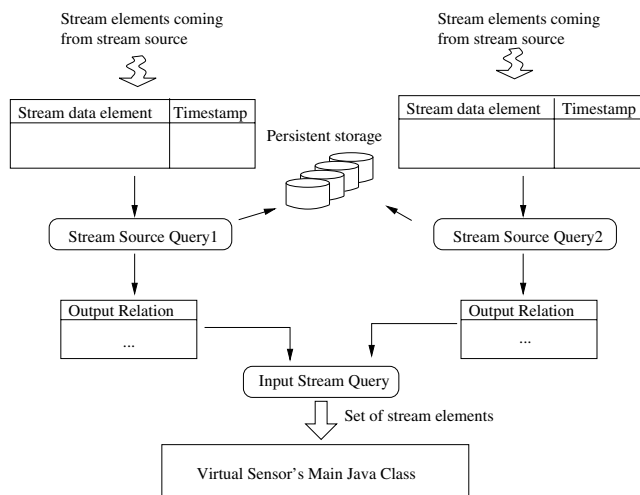 Stream elements coming
from stream source
Stream elements coming
from stream source
Stream data element Timestamp
Stream data element Timestamp
Persistent storage
Stream Source Query1
Stream Source Query2
Output Relation
...
Output Relation
...
Input Stream Query
Set of stream elements
Virtual Sensor's Main Java Class